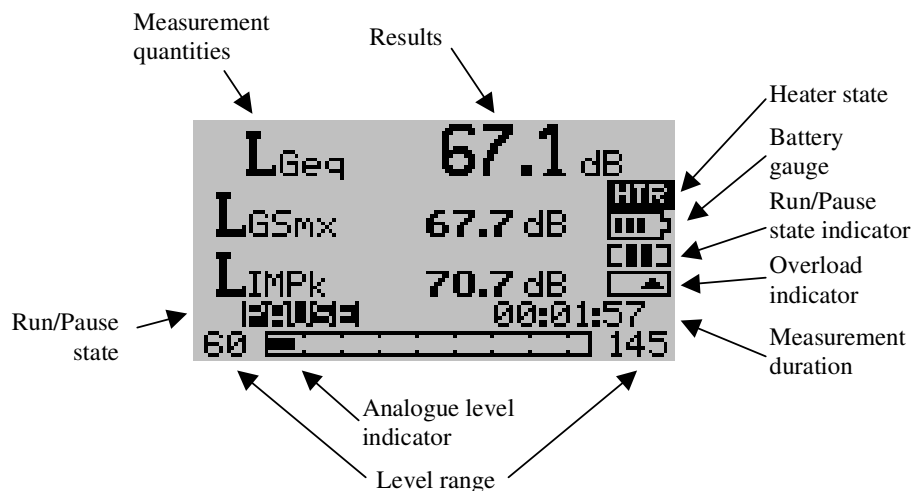 Measurement
quantities
Results
Heater state
Battery
gauge
Run/Pause
state indicator
Overload
indicator
Measurement
duration
Run/Pause
state
LGeq 67.1 dB
HTR
LGSmx 67.7 dB
LIMPk 70.7 dB
PAUSE 00:01:57
60 145
Analogue level
indicator
Level range